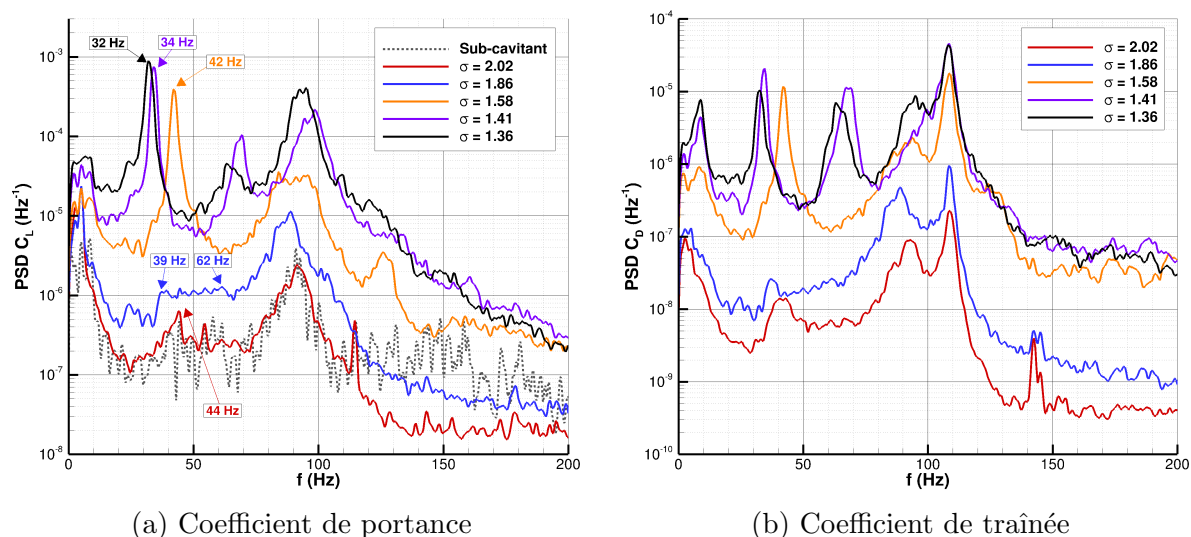 10⁻² 10⁻³ 10⁻⁴ 10⁻⁵ 10⁻⁶ 10⁻⁷ 10⁻⁸
PSD C_L (Hz⁻¹)
32 Hz
34 Hz
42 Hz
39 Hz
62 Hz
44 Hz
Sub-cavitant
σ = 2.02
σ = 1.86
σ = 1.58
σ = 1.41
σ = 1.36
0 50 100 150 200
f (Hz)
(a) Coefficient de portance
10⁻⁴ 10⁻⁵ 10⁻⁶ 10⁻⁷ 10⁻⁸ 10⁻⁹ 10⁻¹⁰
PSD C_D (Hz⁻¹)
σ = 2.02
σ = 1.86
σ = 1.58
σ = 1.41
σ = 1.36
0 50 100 150 200
f (Hz)
(b) Coefficient de traînée